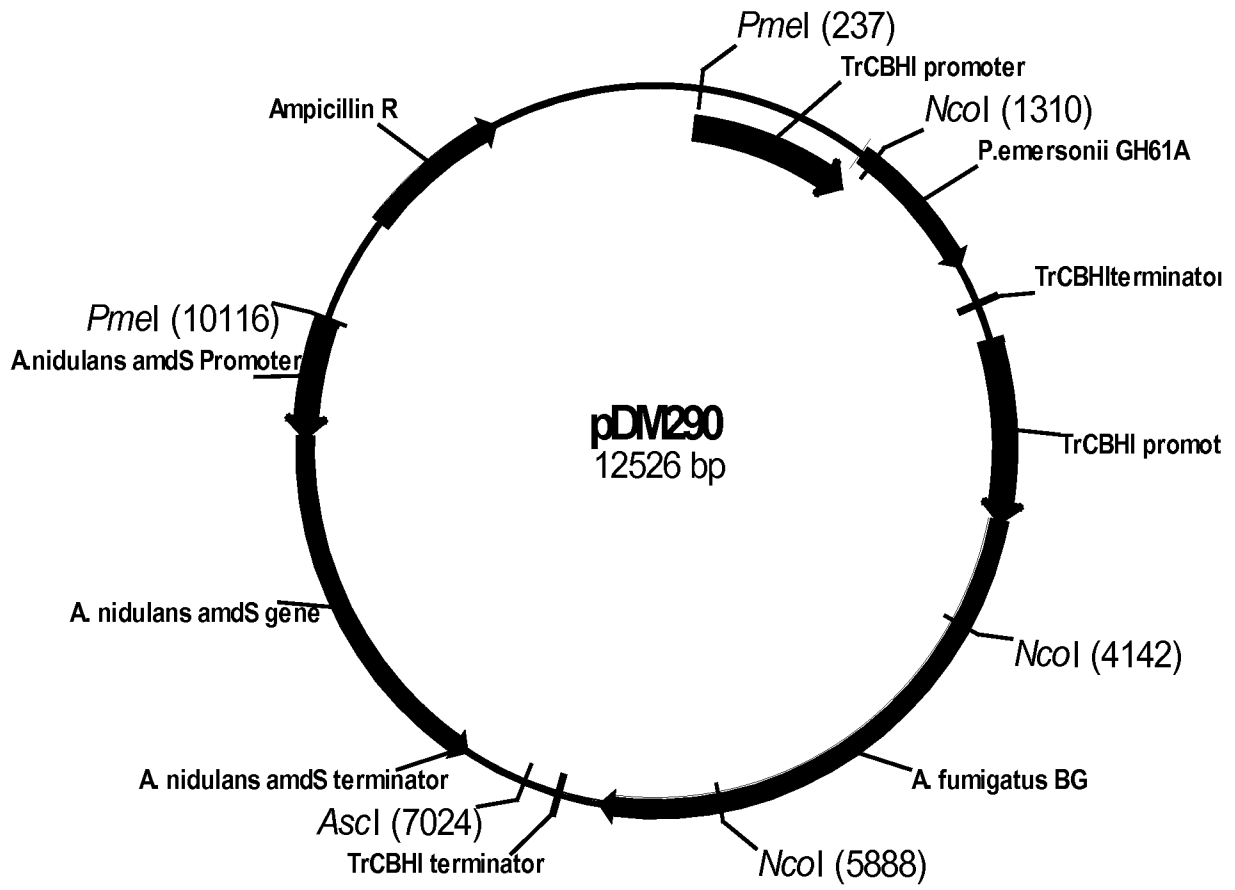 PmeI (237)
TrCBHI promoter
Ampicillin R
NcoI (1310)
P.emersonii GH61A
TrCBHIterminator
PmeI (10116)
A.nidulans amdS Promoter
pDM290
12526 bp
TrCBHI promot
A. nidulans amdS gene
NcoI (4142)
A. nidulans amdS terminator
A. fumigatus BG
AscI (7024)
TrCBHI terminator
NcoI (5888)